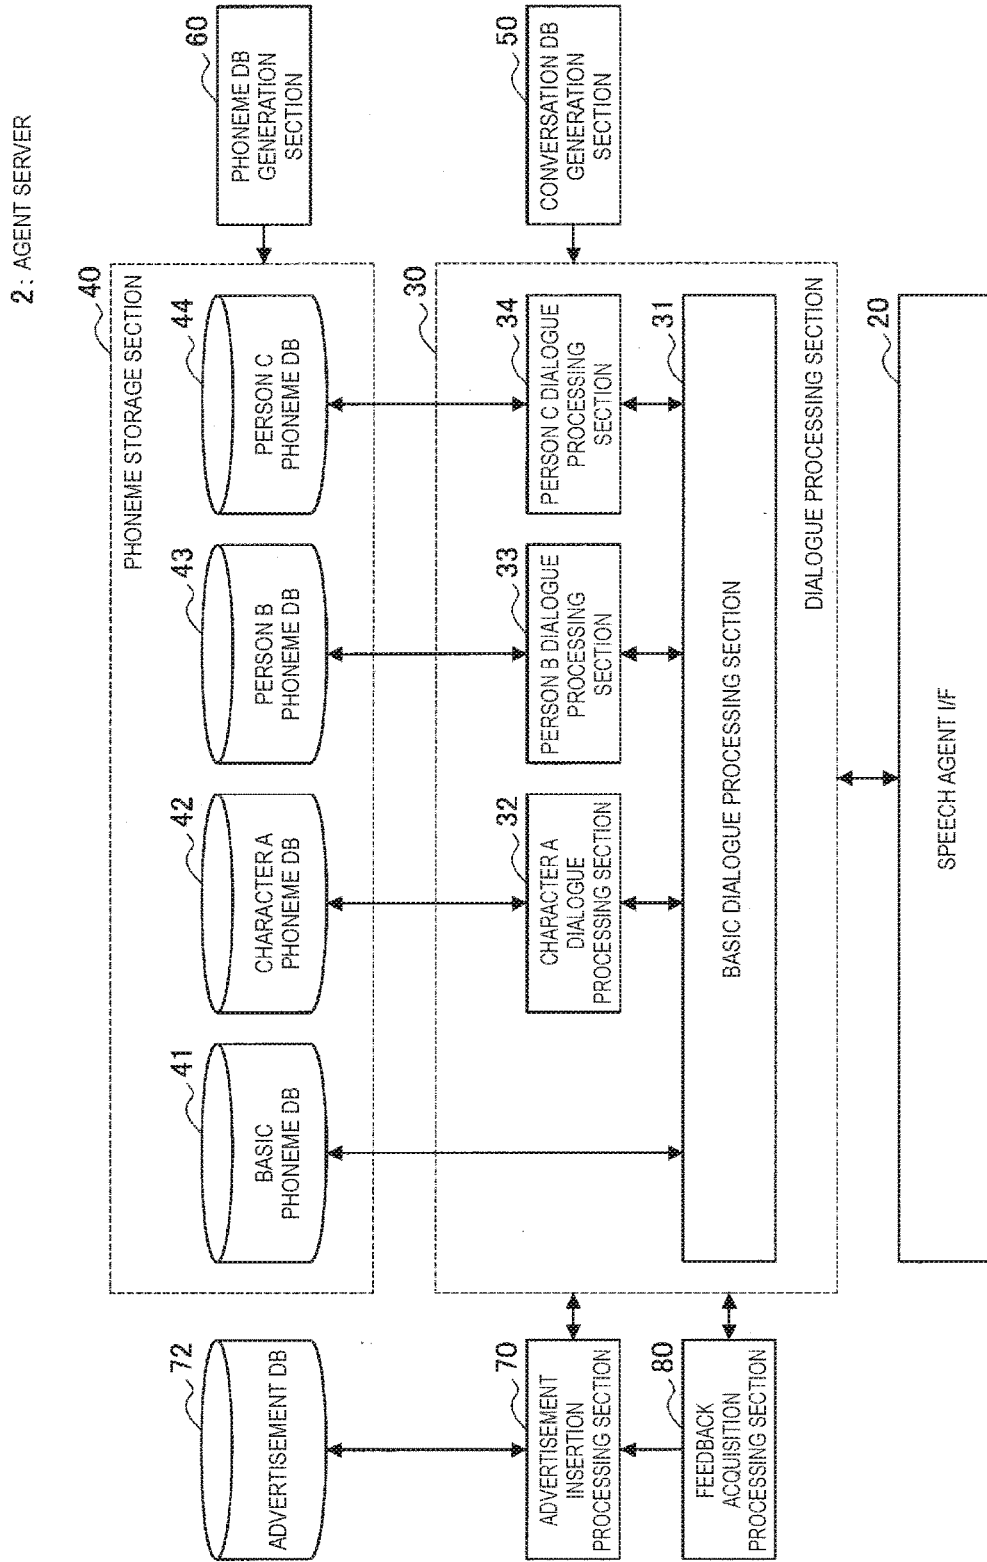 2: AGENT SERVER
72
ADVERTISEMENT DB
40
PHONEME STORAGE SECTION
41
BASIC
PHONEME DB
42
CHARACTER A
PHONEME DB
43
PERSON B
PHONEME DB
44
PERSON C
PHONEME DB
60
PHONEME DB
GENERATION
SECTION
70
ADVERTISEMENT
INSERTION
PROCESSING SECTION
30
32
CHARACTER A
DIALOGUE
PROCESSING SECTION
33
PERSON B DIALOGUE
PROCESSING
SECTION
34
PERSON C DIALOGUE
PROCESSING
SECTION
50
CONVERSATION DB
GENERATION
SECTION
80
FEEDBACK
ACQUISITION
PROCESSING SECTION
31
BASIC DIALOGUE PROCESSING SECTION
DIALOGUE PROCESSING SECTION
20
SPEECH AGENT I/F